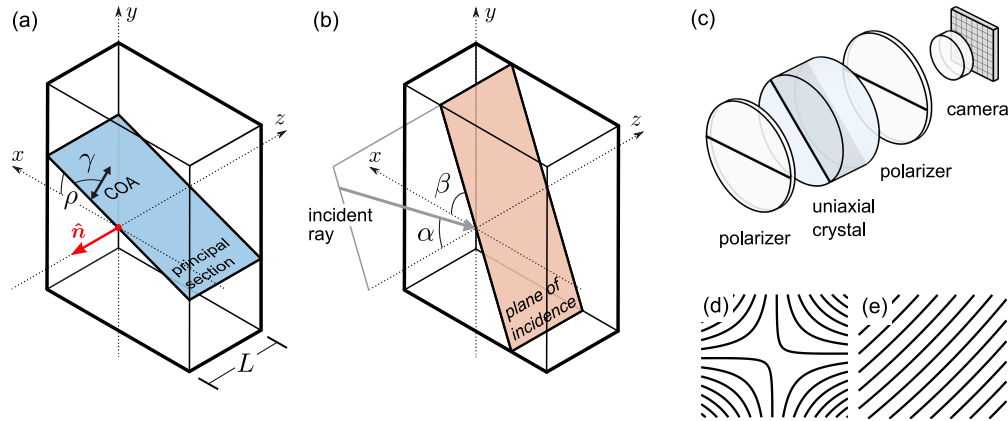 (a)
y
z
x
ρ
γ
COA
n̂
principal
section
L
(b)
y
z
x
β
α
incident
ray
plane of
incidence
(c)
camera
polarizer
uniaxial
crystal
polarizer
(d)
(e)